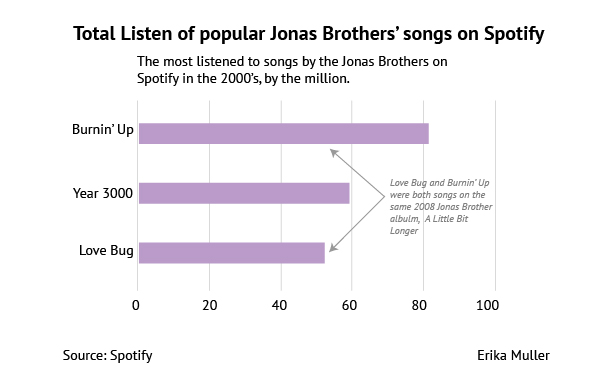 Total Listen of popular Jonas Brothers' songs on Spotify
The most listened to songs by the Jonas Brothers on
Spotify in the 2000's, by the million.
Burnin' Up
Year 3000
Love Bug
Love Bug and Burnin' Up
were both songs on the
same 2008 Jonas Brother
albulm, A Little Bit
Longer
0 20 40 60 80 100
Source: Spotify
Erika Muller